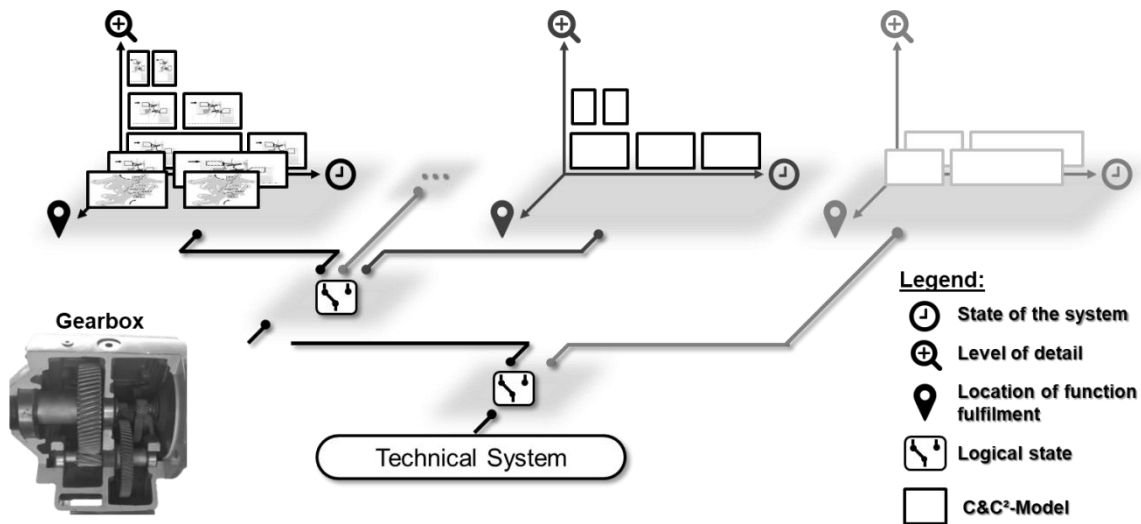 Gearbox
Technical System
Legend:
State of the system
Level of detail
Location of function
fulfilment
Logical state
C&C²-Model